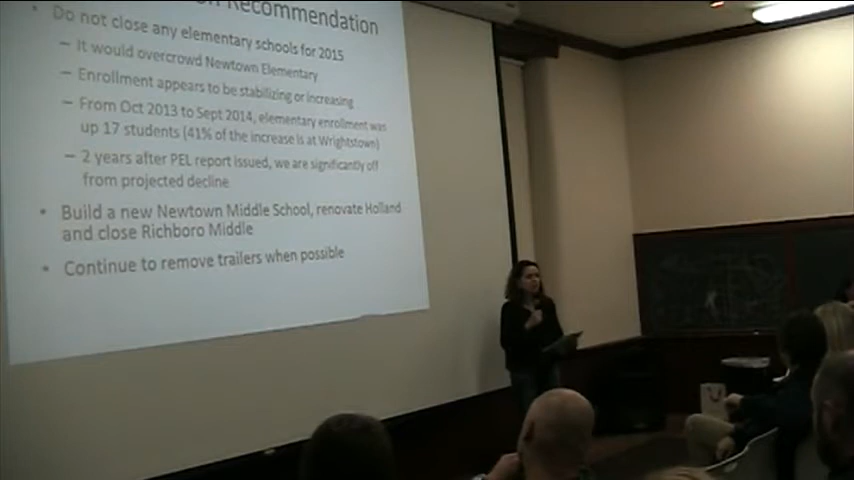 Recommendation
• Do not close any elementary schools for 2015
– It would overcrowd Newtown Elementary
– Enrollment appears to be stabilizing or increasing
– From Oct 2013 to Sept 2014, elementary enrollment was
up 17 students (41% of the increase is at Wrightstown)
– 2 years after PEL report issued, we are significantly off
from projected decline
• Build a new Newtown Middle School, renovate Holland
and close Richboro Middle
• Continue to remove trailers when possible